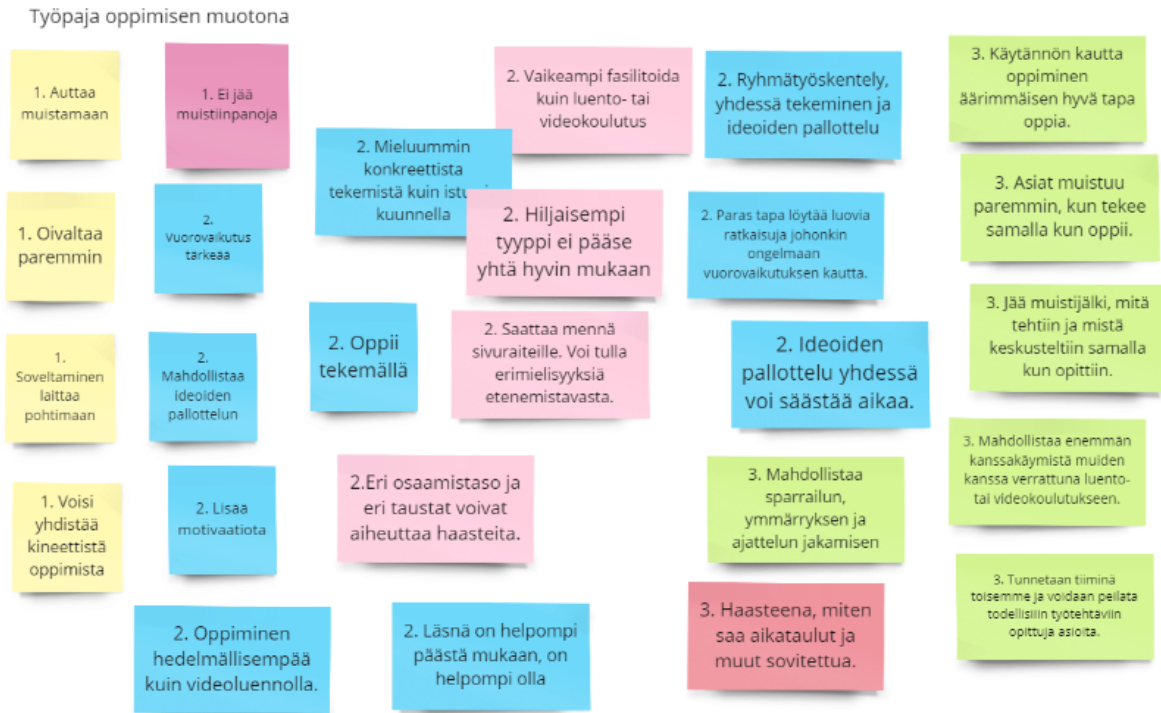 Työpaja oppimisen muotona
1. Auttaa
muistamaan
1. Oivaltaa
paremmin
1.
Soveltaminen
laittaa
pohtimaan
1. Voisi
yhdistää
kineettistä
oppimista
1. Ei jää
muistiinpanoja
2.
Vuorovaikutus
tärkeää
2.
Mahdollistaa
ideoiden
pallottelun
2. Lisää
motivaatiota
2. Oppiminen
hedelmällisempää
kuin videoluennolla.
2. Mieluummin
konkreettista
tekemistä kuin
kuunnella
2. Oppii
tekemällä
2.Eri osaamistaso ja
eri taustat voivat
aiheuttaa haasteita.
2. Läsnä on helpompi
päästä mukaan, on
helpompi olla
2. Vaikeampi fasilitoida
kuin luento- tai
videokoulutus
2. Hiljaisempi
tyyppi ei pääse
yhtä hyvin mukaan
2. Saattaa mennä
sivuraiteille. Voi tulla
erimielisyyksiä
etenemistavasta.
2. Ryhmätyöskentely,
yhdessä tekeminen ja
ideoiden pallottelu
2. Paras tapa löytää luovia
ratkaisuja johonkin
ongelmaan
vuorovaikutuksen kautta.
2. Ideoiden
pallottelu yhdessä
voi säästää aikaa.
3. Mahdollistaa
sparrailun,
ymmärryksen ja
ajattelun jakamisen
3. Haasteena, miten
saa aikataulut ja
muut sovitettua.
3. Käytännön kautta
oppiminen
äärimmäisen hyvä tapa
oppia.
3. Asiat muistuu
paremmin, kun tekee
samalla kun oppii.
3. Jää muistijälki, mitä
tehtiin ja mistä
keskusteltiin samalla
kun opittiin.
3. Mahdollistaa enemmän
kanssakäymistä muiden
kanssa verrattuna luento-
tai videokoulutukseen.
3. Tunnetaan tiiminä
toisemme ja voidaan peilata
todellisiin työtehtäviin
opittuja asioita.